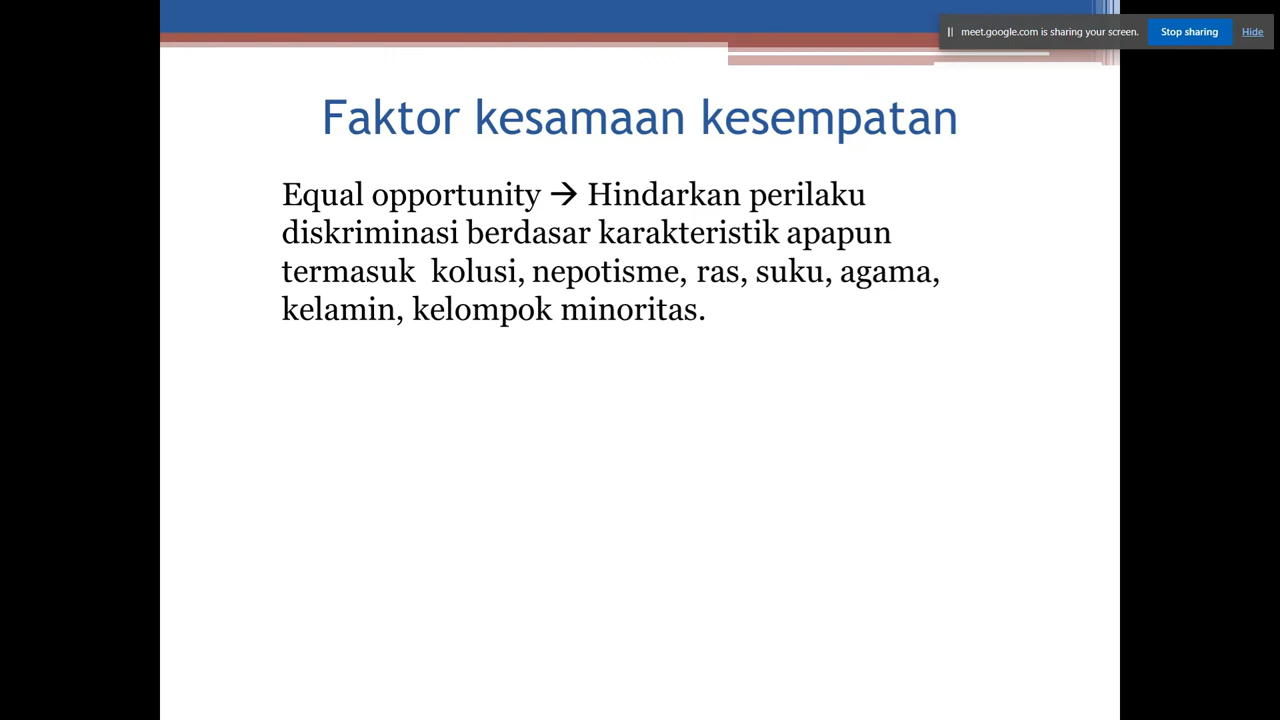 meet.google.com is sharing your screen. Stop sharing Hide
Faktor kesamaan kesempatan
Equal opportunity → Hindarkan perilaku
diskriminasi berdasar karakteristik apapun
termasuk kolusi, nepotisme, ras, suku, agama,
kelamin, kelompok minoritas.